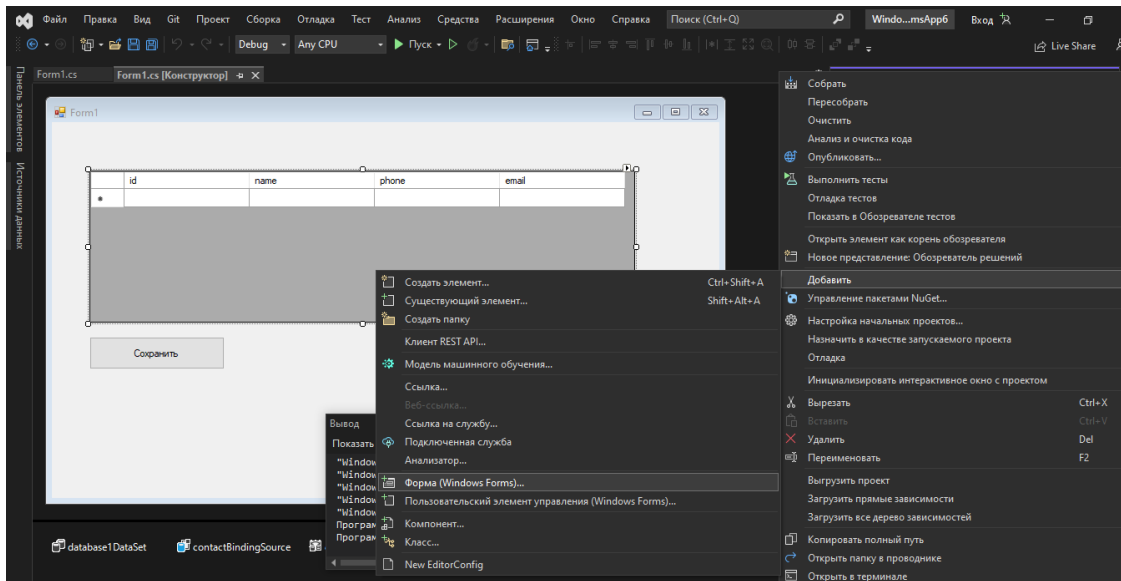 Файл Правка Вид Git Проект Сборка Отладка Тест Анализ Средства Расширения Окно Справка Поиск (Ctrl+Q) Windo...msApp6 Вход
Debug Any CPU Пуск Live Share
Панель элементов
Источники данных
Form1.cs Form1.cs [Конструктор]
Form1
id name phone email
Сохранить
Вывод
Показать
"Window
"Window
"Window
"Window
"Window
Програм
Програм
database1DataSet contactBindingSource
Создать элемент... Ctrl+Shift+A
Существующий элемент... Shift+Alt+A
Создать папку
Клиент REST API...
Модель машинного обучения...
Ссылка...
Веб-ссылка...
Ссылка на службу...
Подключенная служба
Анализатор...
Форма (Windows Forms)...
Пользовательский элемент управления (Windows Forms)...
Компонент...
Класс...
New EditorConfig
Собрать
Пересобрать
Очистить
Анализ и очистка кода
Опубликовать...
Выполнить тесты
Отладка тестов
Показать в Обозревателе тестов
Открыть элемент как корень обозревателя
Новое представление: Обозреватель решений
Добавить
Управление пакетами NuGet...
Настройка начальных проектов...
Назначить в качестве запускаемого проекта
Отладка
Инициализировать интерактивное окно с проектом
Вырезать Ctrl+X
Вставить Ctrl+V
Удалить Del
Переименовать F2
Выгрузить проект
Загрузить прямые зависимости
Загрузить все дерево зависимостей
Копировать полный путь
Открыть папку в проводнике
Открыть в терминале